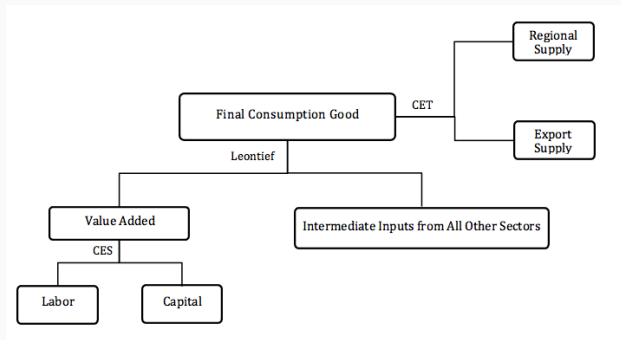 Regional
Supply
CET
Final Consumption Good
Export
Supply
Leontief
Value Added
Intermediate Inputs from All Other Sectors
CES
Labor
Capital